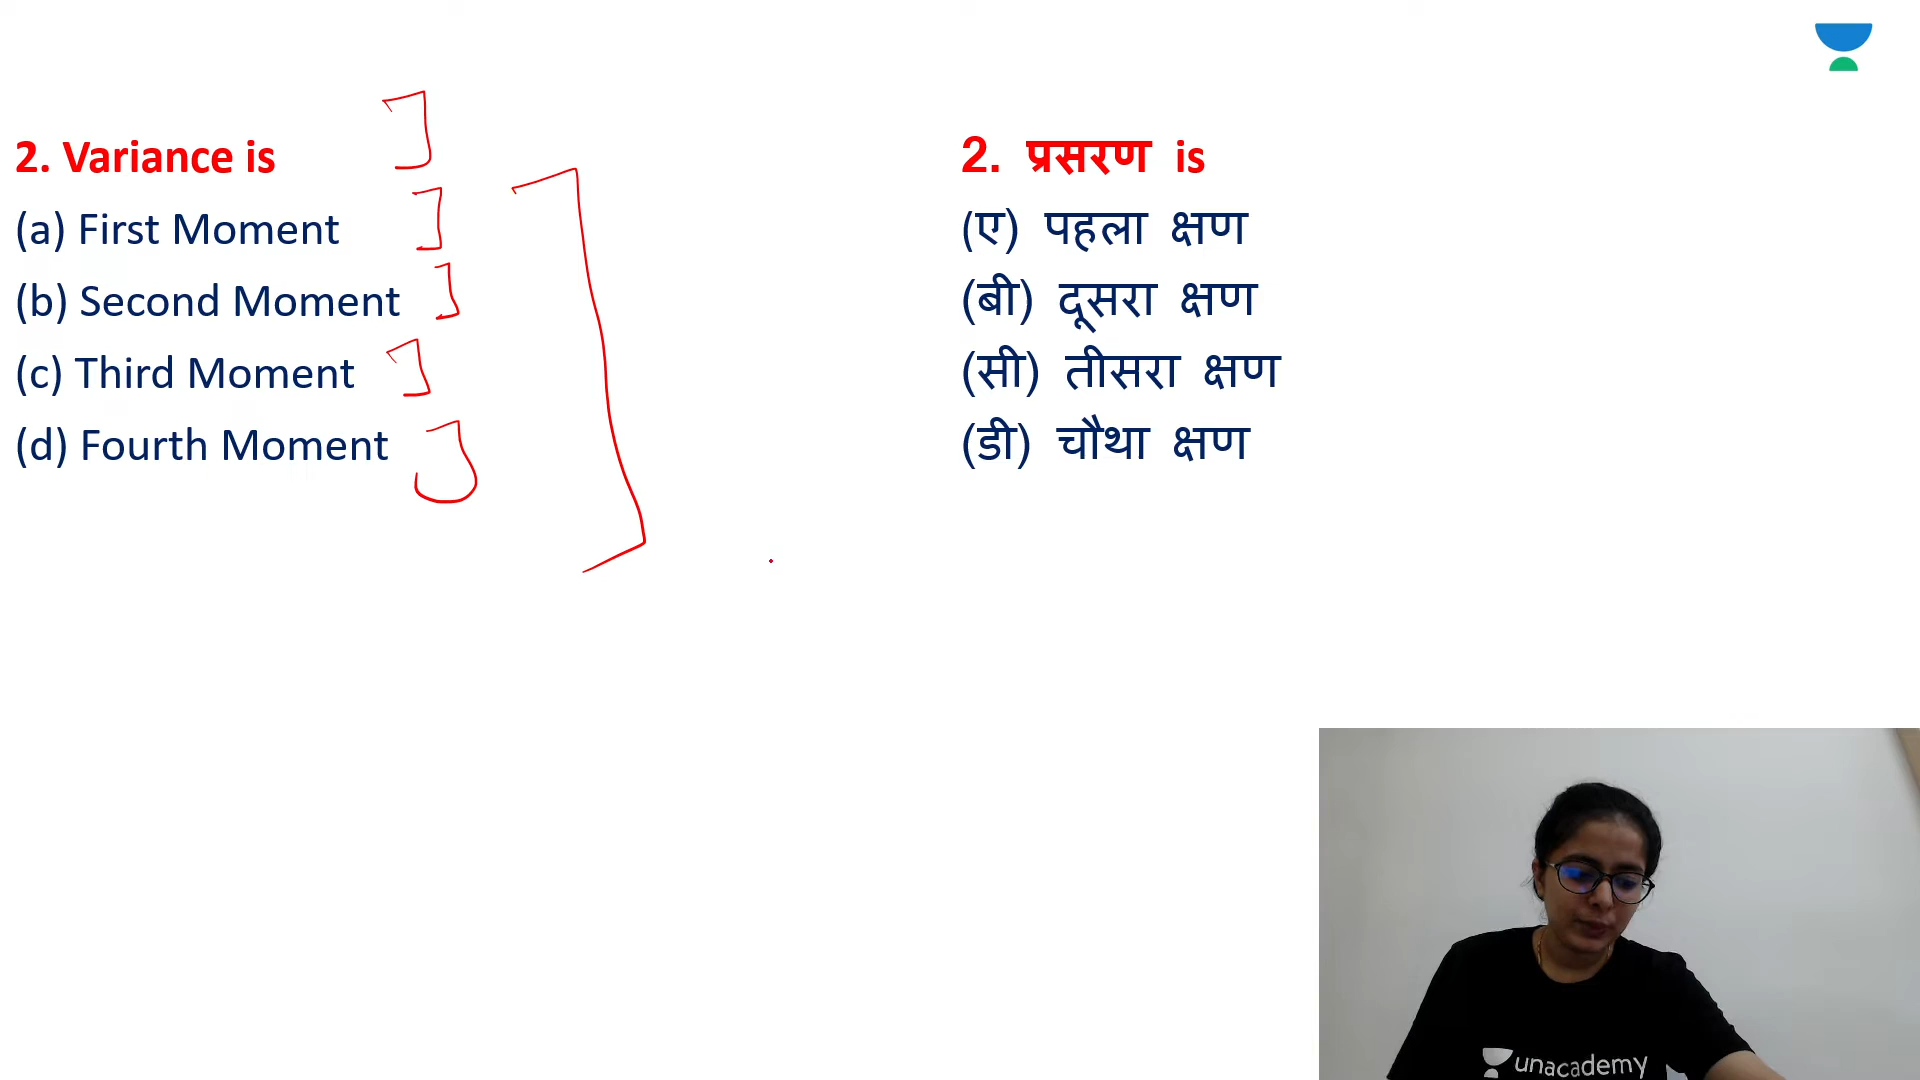 2. Variance is
(a) First Moment
(b) Second Moment
(c) Third Moment
(d) Fourth Moment
2. प्रसरण is
(ए) पहला क्षण
(बी) दूसरा क्षण
(सी) तीसरा क्षण
(डी) चौथा क्षण
unacademy